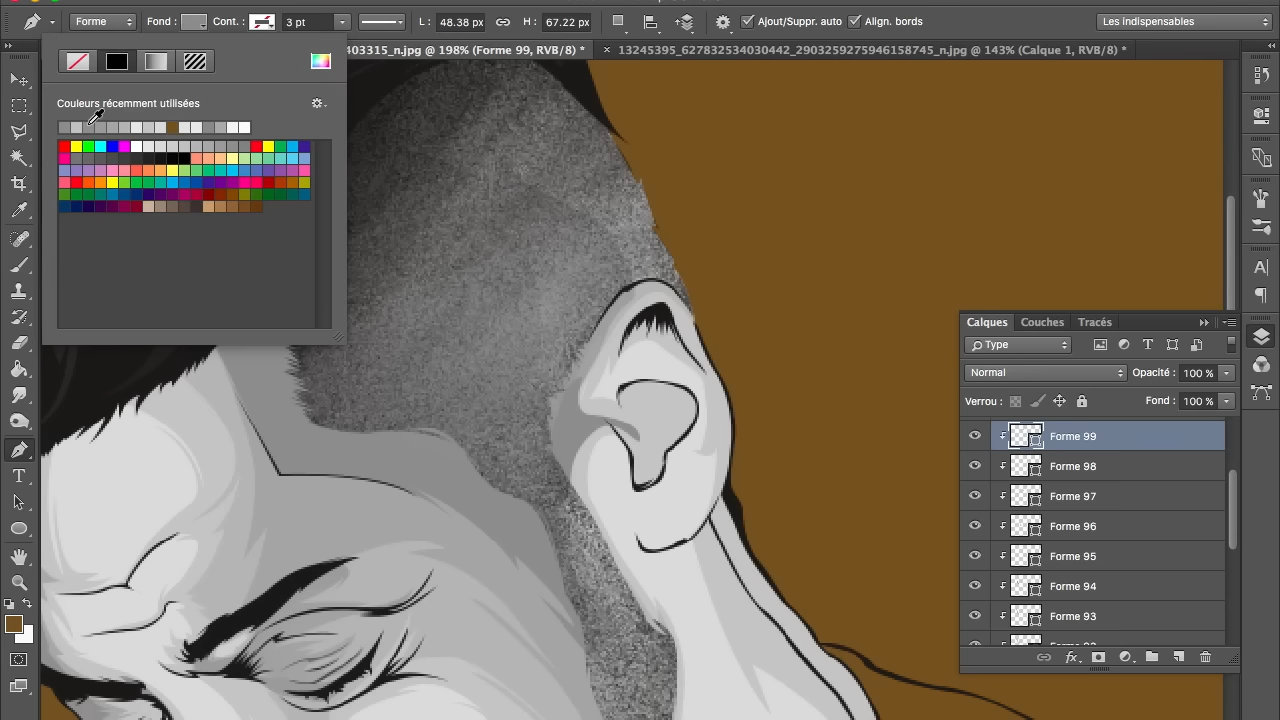 Forme Fond : Cont. : 3 pt L : 48.38 px H : 67.22 px Ajout/Suppr. auto Align. bords Les indispensables
403315_n.jpg @ 198% (Forme 99, RVB/8) * × 13245395_627832534030442_2903259275946158745_n.jpg @ 143% (Calque 1, RVB/8) *
Couleurs récemment utilisées
Calques Couches Tracés
Type
Normal Opacité : 100 %
Verrou : Fond : 100 %
Forme 99
Forme 98
Forme 97
Forme 96
Forme 95
Forme 94
Forme 93
fx